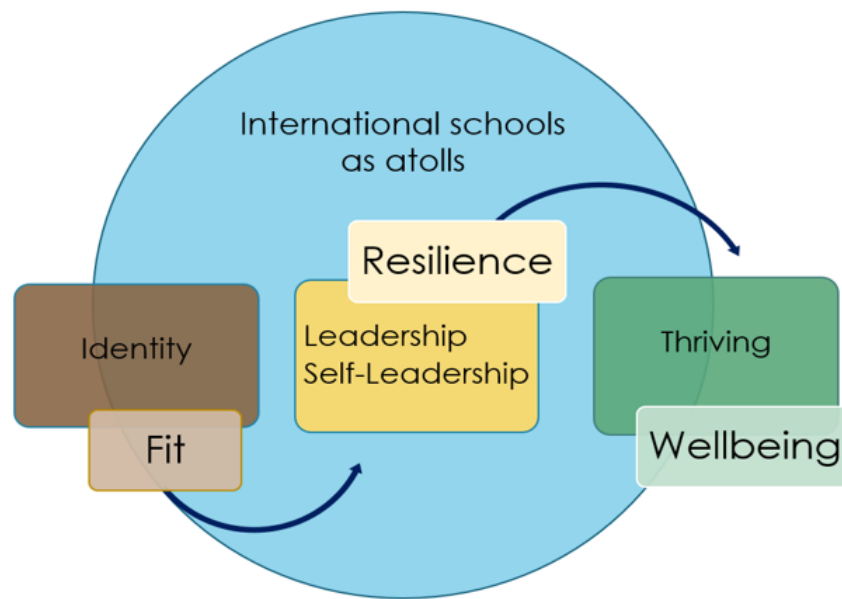 International schools
as atolls
Resilience
Identity
Leadership
Self-Leadership
Thriving
Fit
Wellbeing